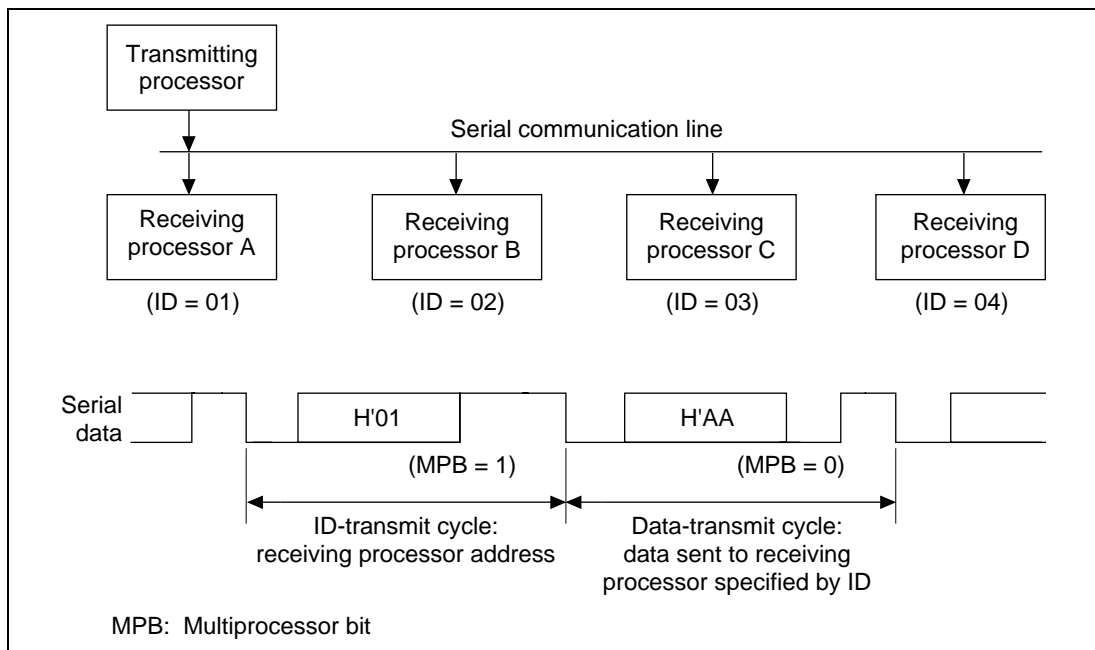 Transmitting
processor
Serial communication line
Receiving
processor A
Receiving
processor B
Receiving
processor C
Receiving
processor D
(ID = 01)
(ID = 02)
(ID = 03)
(ID = 04)
Serial
data
H'01
H'AA
(MPB = 1)
(MPB = 0)
ID-transmit cycle:
receiving processor address
Data-transmit cycle:
data sent to receiving
processor specified by ID
MPB: Multiprocessor bit